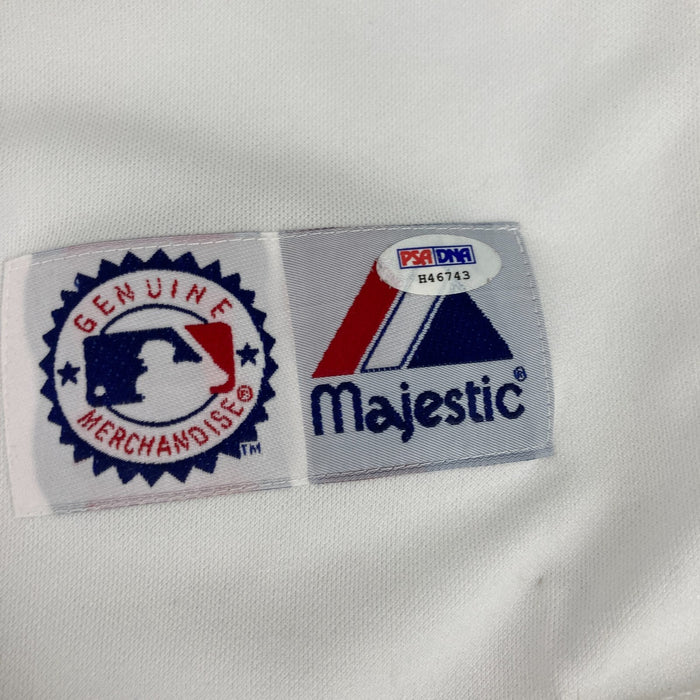 GENUINE
MERCHANDISE®
TM
PSA DNA
H46743
Majestic®